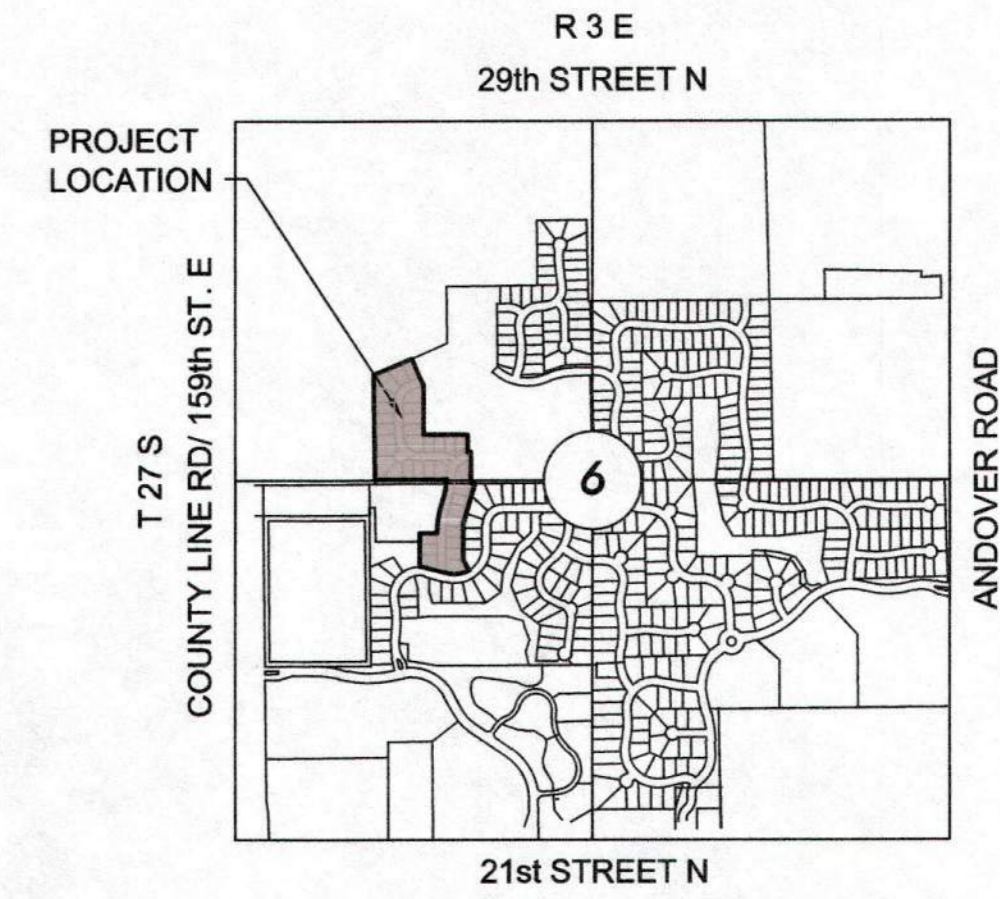 R 3 E
29th STREET N
PROJECT
LOCATION
T 27 S
COUNTY LINE RD/ 159th ST. E
6
ANDOVER ROAD
21st STREET N